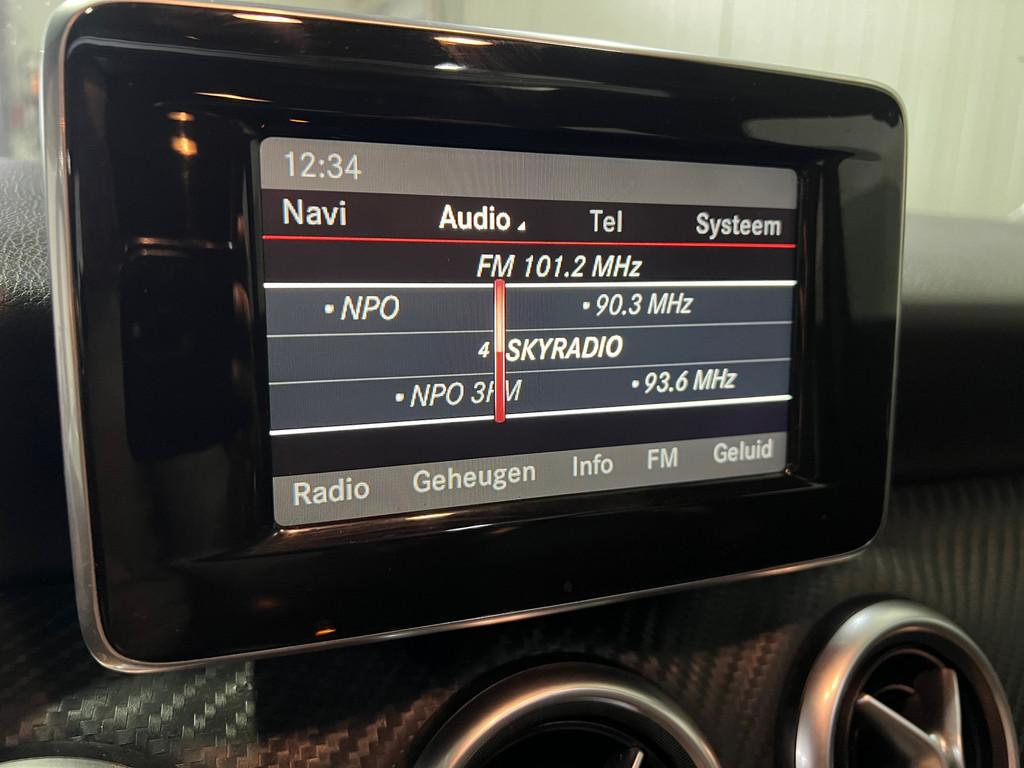 12:34
Navi Audio Tel Systeem
FM 101.2 MHz
• NPO • 90.3 MHz
4 SKYRADIO
• NPO 3FM • 93.6 MHz
Radio Geheugen Info FM Geluid